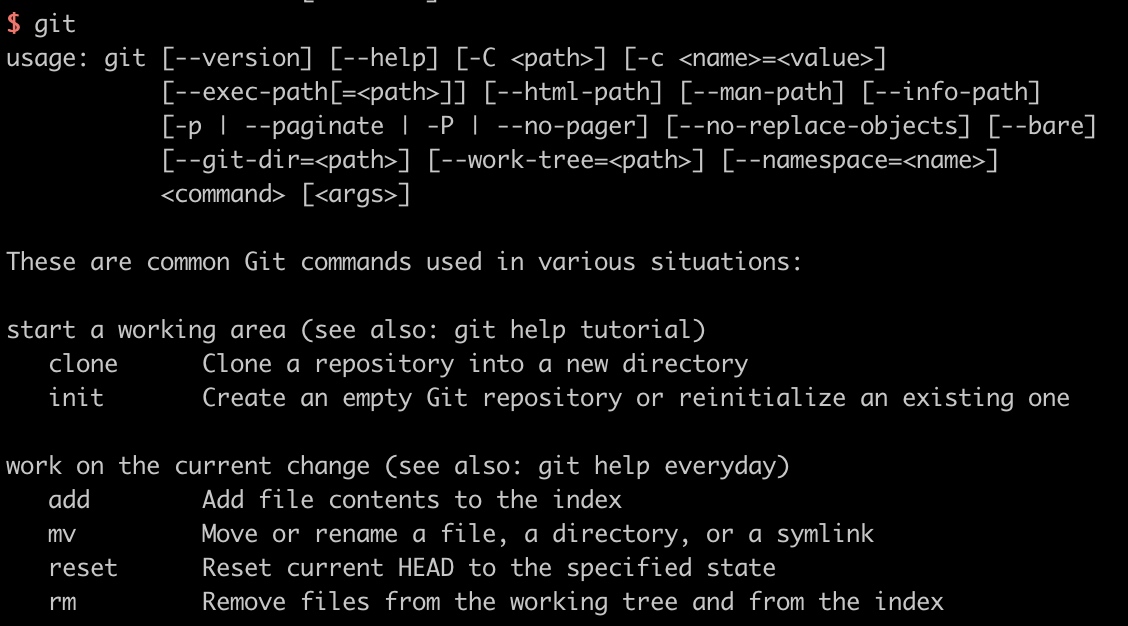 $ git
usage: git [--version] [--help] [-C <path>] [-c <name>=<value>]
           [--exec-path[=<path>]] [--html-path] [--man-path] [--info-path]
           [-p | --paginate | -P | --no-pager] [--no-replace-objects] [--bare]
           [--git-dir=<path>] [--work-tree=<path>] [--namespace=<name>]
           <command> [<args>]

These are common Git commands used in various situations:

start a working area (see also: git help tutorial)
   clone      Clone a repository into a new directory
   init       Create an empty Git repository or reinitialize an existing one

work on the current change (see also: git help everyday)
   add        Add file contents to the index
   mv         Move or rename a file, a directory, or a symlink
   reset      Reset current HEAD to the specified state
   rm         Remove files from the working tree and from the index